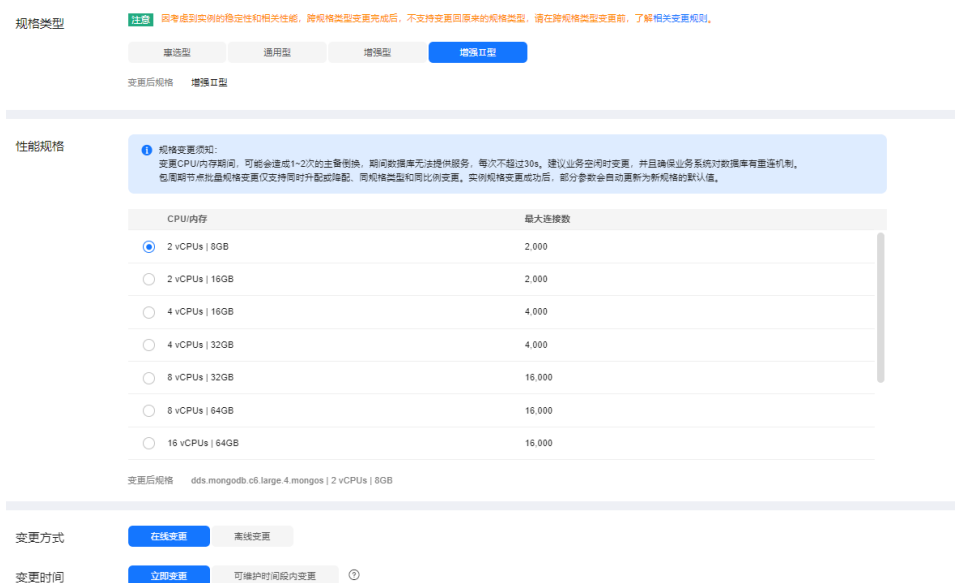 规格类型
注意 因考虑到实例的稳定性和相关性能，跨规格类型变更完成后，不支持变更回原来的规格类型，请在跨规格类型变更前，了解相关变更规则。
惠选型 通用型 增强型 增强II型
变更后规格 增强II型
性能规格
规格变更须知：
变更CPU/内存期间，可能会造成1~2次的主备倒换，期间数据库无法提供服务，每次不超过30s。建议业务空闲时变更，并且确保业务系统对数据库有重连机制。
包周期节点批量规格变更仅支持同时升配或降配、同规格类型和同比例变更。实例规格变更成功后，部分参数会自动更新为新规格的默认值。
CPU/内存 最大连接数
2 vCPUs | 8GB 2,000
2 vCPUs | 16GB 2,000
4 vCPUs | 16GB 4,000
4 vCPUs | 32GB 4,000
8 vCPUs | 32GB 16,000
8 vCPUs | 64GB 16,000
16 vCPUs | 64GB 16,000
变更后规格 dds.mongodb.c6.large.4.mongos | 2 vCPUs | 8GB
变更方式 在线变更 离线变更
变更时间 立即变更 可维护时间段内变更 ?